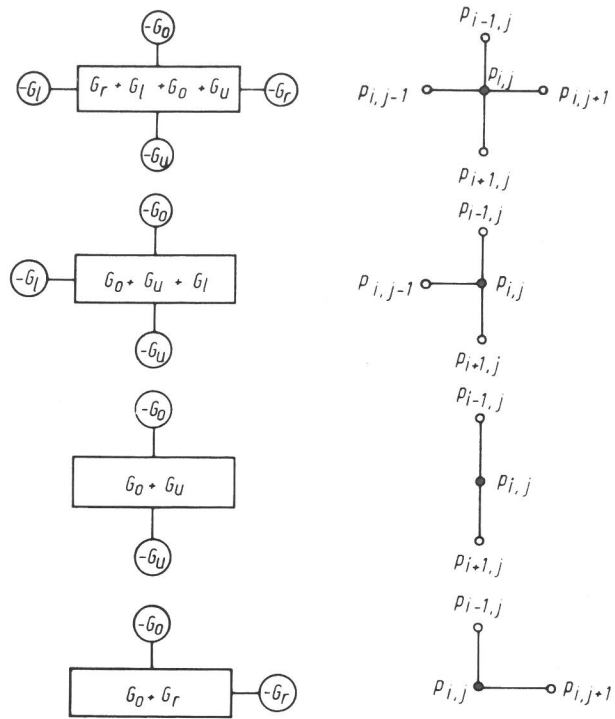 -G₀
-Gₗ Gᵣ + Gₗ + G₀ + Gᵤ -Gᵣ
-Gᵤ
pᵢ₋₁,ⱼ
pᵢ,ⱼ
pᵢ,ⱼ₋₁ pᵢ,ⱼ₊₁
pᵢ₊₁,ⱼ
-G₀
-Gₗ G₀ + Gᵤ + Gₗ
-Gᵤ
pᵢ₋₁,ⱼ
pᵢ,ⱼ₋₁ pᵢ,ⱼ
pᵢ₊₁,ⱼ
-G₀
G₀ + Gᵤ
-Gᵤ
pᵢ₋₁,ⱼ
pᵢ,ⱼ
pᵢ₊₁,ⱼ
-G₀
G₀ + Gᵣ -Gᵣ
pᵢ₋₁,ⱼ
pᵢ,ⱼ pᵢ,ⱼ₊₁